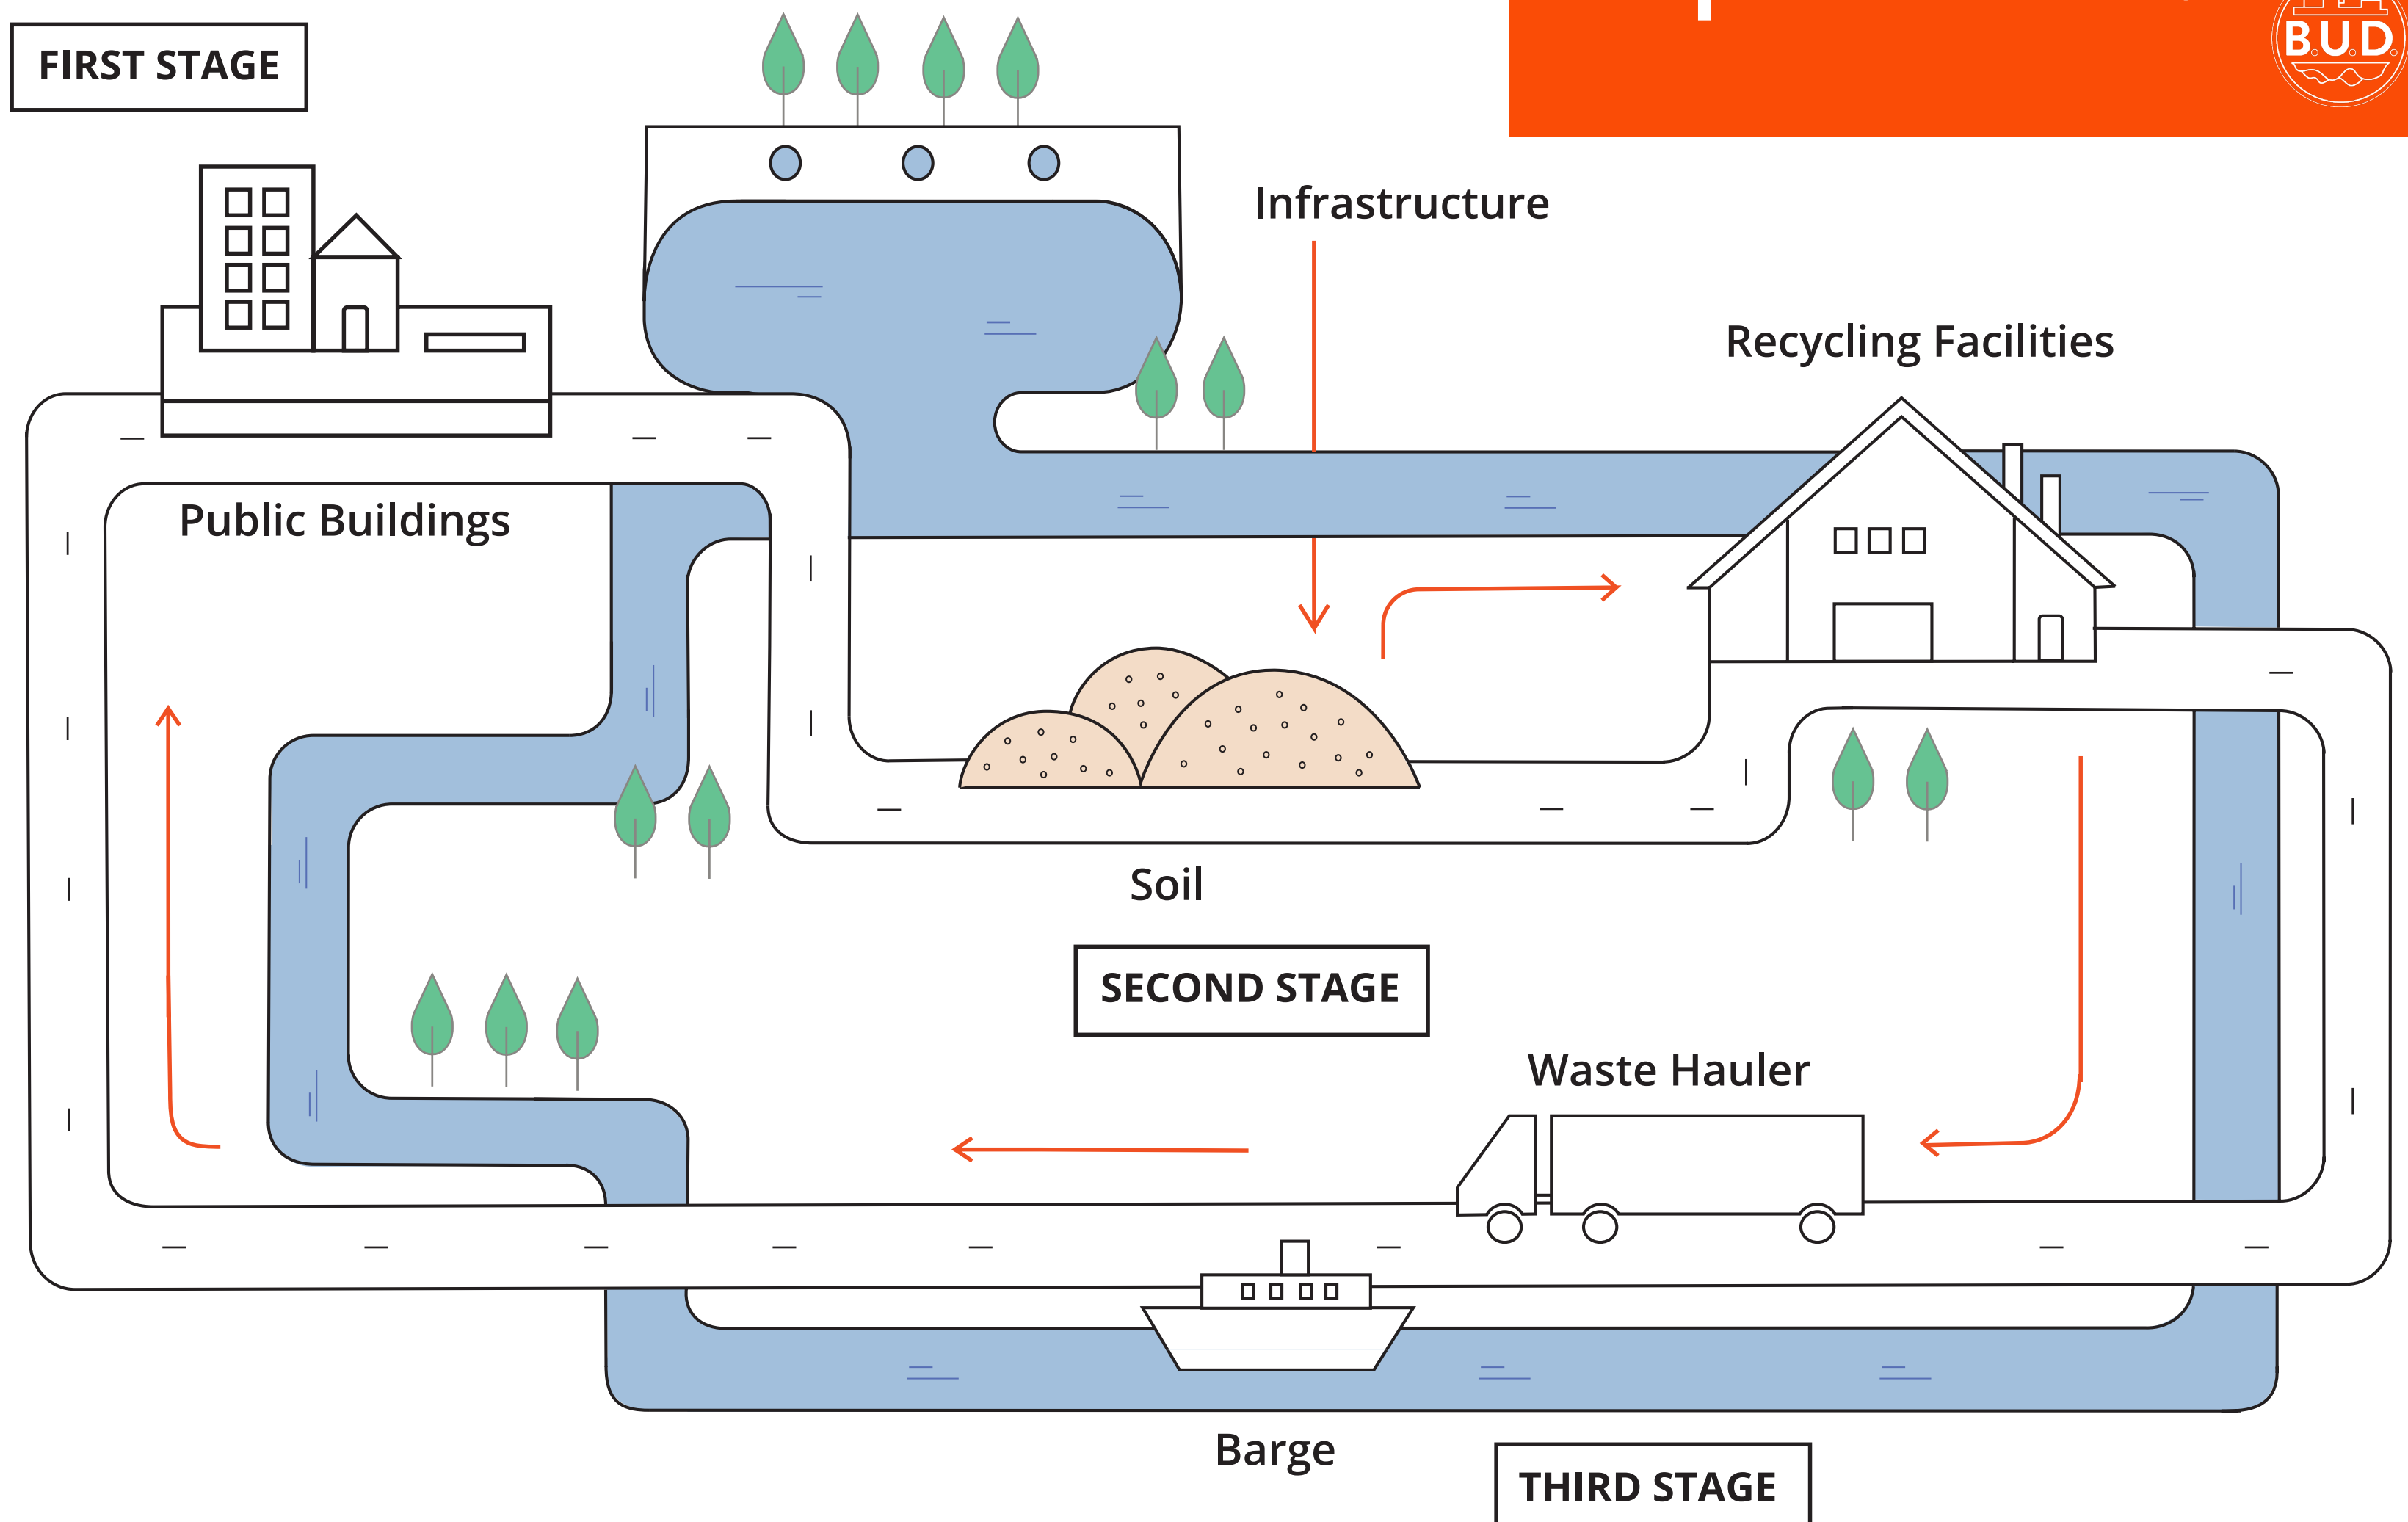 FIRST STAGE
B.U.D.
Infrastructure
Recycling Facilities
Public Buildings
Soil
SECOND STAGE
Waste Hauler
Barge
THIRD STAGE